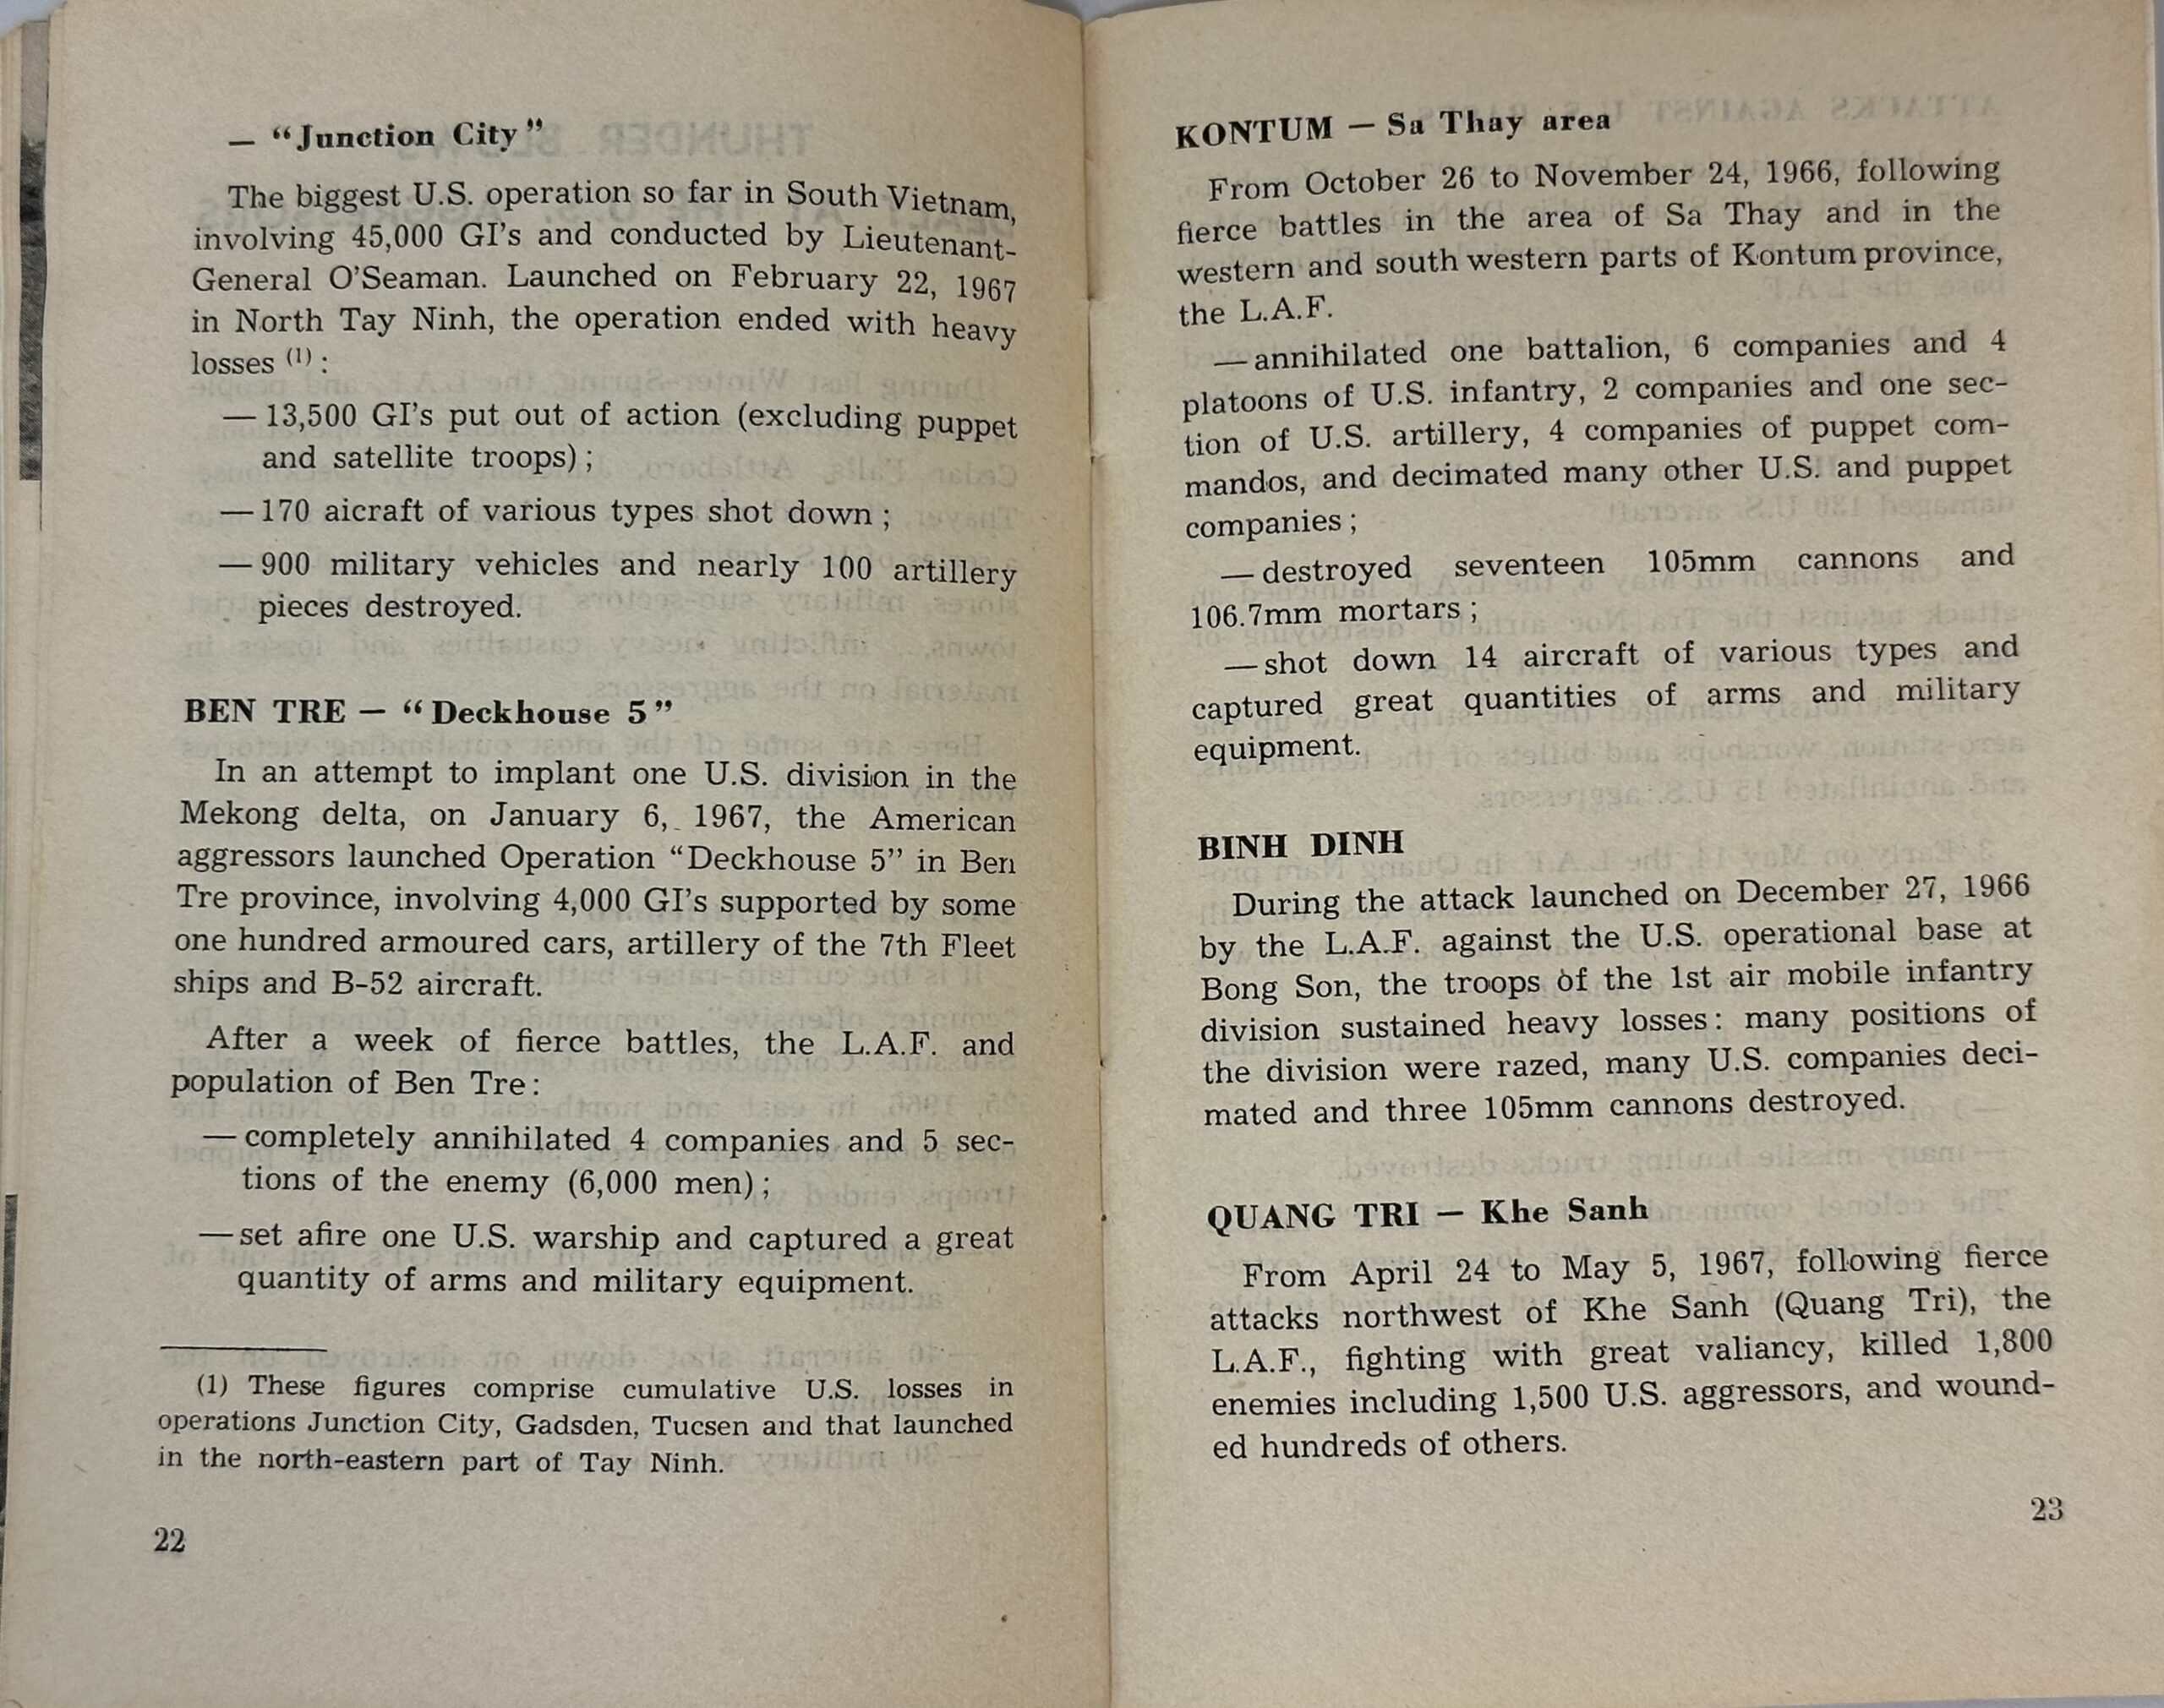 — “Junction City”
The biggest U.S. operation so far in South Vietnam,
involving 45,000 GI's and conducted by Lieutenant-
General O'Seaman. Launched on February 22, 1967
in North Tay Ninh, the operation ended with heavy
losses (1) :
— 13,500 GI's put out of action (excluding puppet
and satellite troops) ;
— 170 aicraft of various types shot down ;
— 900 military vehicles and nearly 100 artillery
pieces destroyed.
BEN TRE — “Deckhouse 5”
In an attempt to implant one U.S. division in the
Mekong delta, on January 6, 1967, the American
aggressors launched Operation “Deckhouse 5” in Ben
Tre province, involving 4,000 GI's supported by some
one hundred armoured cars, artillery of the 7th Fleet
ships and B-52 aircraft.
After a week of fierce battles, the L.A.F. and
population of Ben Tre :
— completely annihilated 4 companies and 5 sec-
tions of the enemy (6,000 men) ;
— set afire one U.S. warship and captured a great
quantity of arms and military equipment.
(1) These figures comprise cumulative U.S. losses in
operations Junction City, Gadsden, Tucsen and that launched
in the north-eastern part of Tay Ninh.
22
KONTUM — Sa Thay area
From October 26 to November 24, 1966, following
fierce battles in the area of Sa Thay and in the
western and south western parts of Kontum province,
the L.A.F.
— annihilated one battalion, 6 companies and 4
platoons of U.S. infantry, 2 companies and one sec-
tion of U.S. artillery, 4 companies of puppet com-
mandos, and decimated many other U.S. and puppet
companies ;
— destroyed seventeen 105mm cannons and
106.7mm mortars ;
— shot down 14 aircraft of various types and
captured great quantities of arms and military
equipment.
BINH DINH
During the attack launched on December 27, 1966
by the L.A.F. against the U.S. operational base at
Bong Son, the troops of the 1st air mobile infantry
division sustained heavy losses : many positions of
the division were razed, many U.S. companies deci-
mated and three 105mm cannons destroyed.
QUANG TRI — Khe Sanh
From April 24 to May 5, 1967, following fierce
attacks northwest of Khe Sanh (Quang Tri), the
L.A.F., fighting with great valiancy, killed 1,800
enemies including 1,500 U.S. aggressors, and wound-
ed hundreds of others.
23